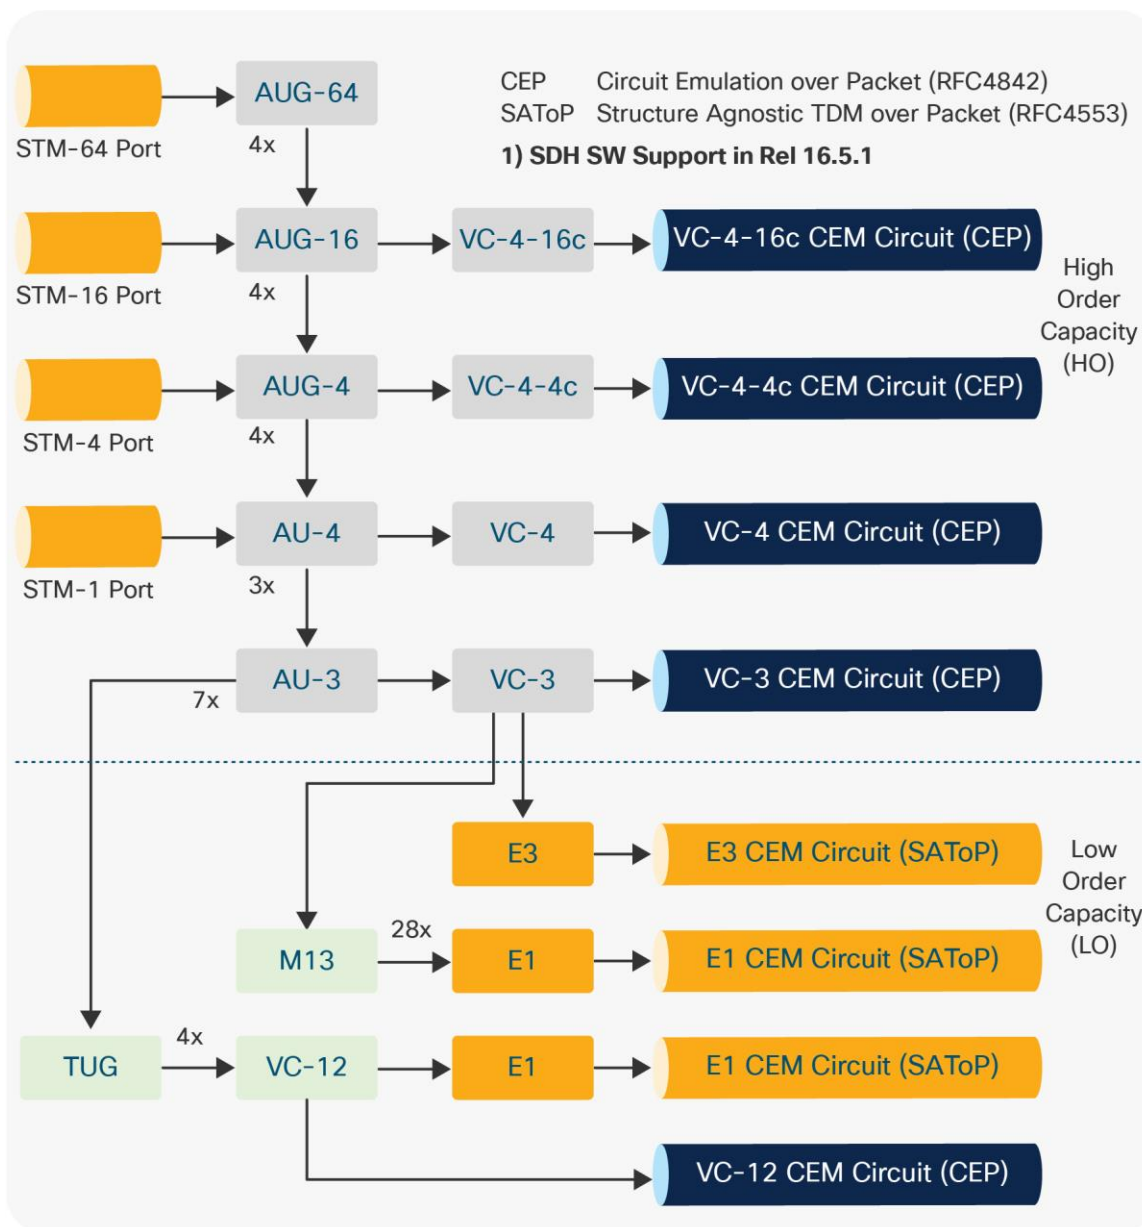 AUG-64
CEP Circuit Emulation over Packet (RFC4842)
SAToP Structure Agnostic TDM over Packet (RFC4553)
STM-64 Port
4x
1) SDH SW Support in Rel 16.5.1
AUG-16
VC-4-16c
VC-4-16c CEM Circuit (CEP)
STM-16 Port
4x
High
Order
Capacity
(HO)
AUG-4
VC-4-4c
VC-4-4c CEM Circuit (CEP)
STM-4 Port
4x
AU-4
VC-4
VC-4 CEM Circuit (CEP)
STM-1 Port
3x
AU-3
VC-3
VC-3 CEM Circuit (CEP)
7x
E3
E3 CEM Circuit (SAToP)
Low
Order
Capacity
(LO)
M13
28x
E1
E1 CEM Circuit (SAToP)
TUG
4x
VC-12
E1
E1 CEM Circuit (SAToP)
VC-12 CEM Circuit (CEP)